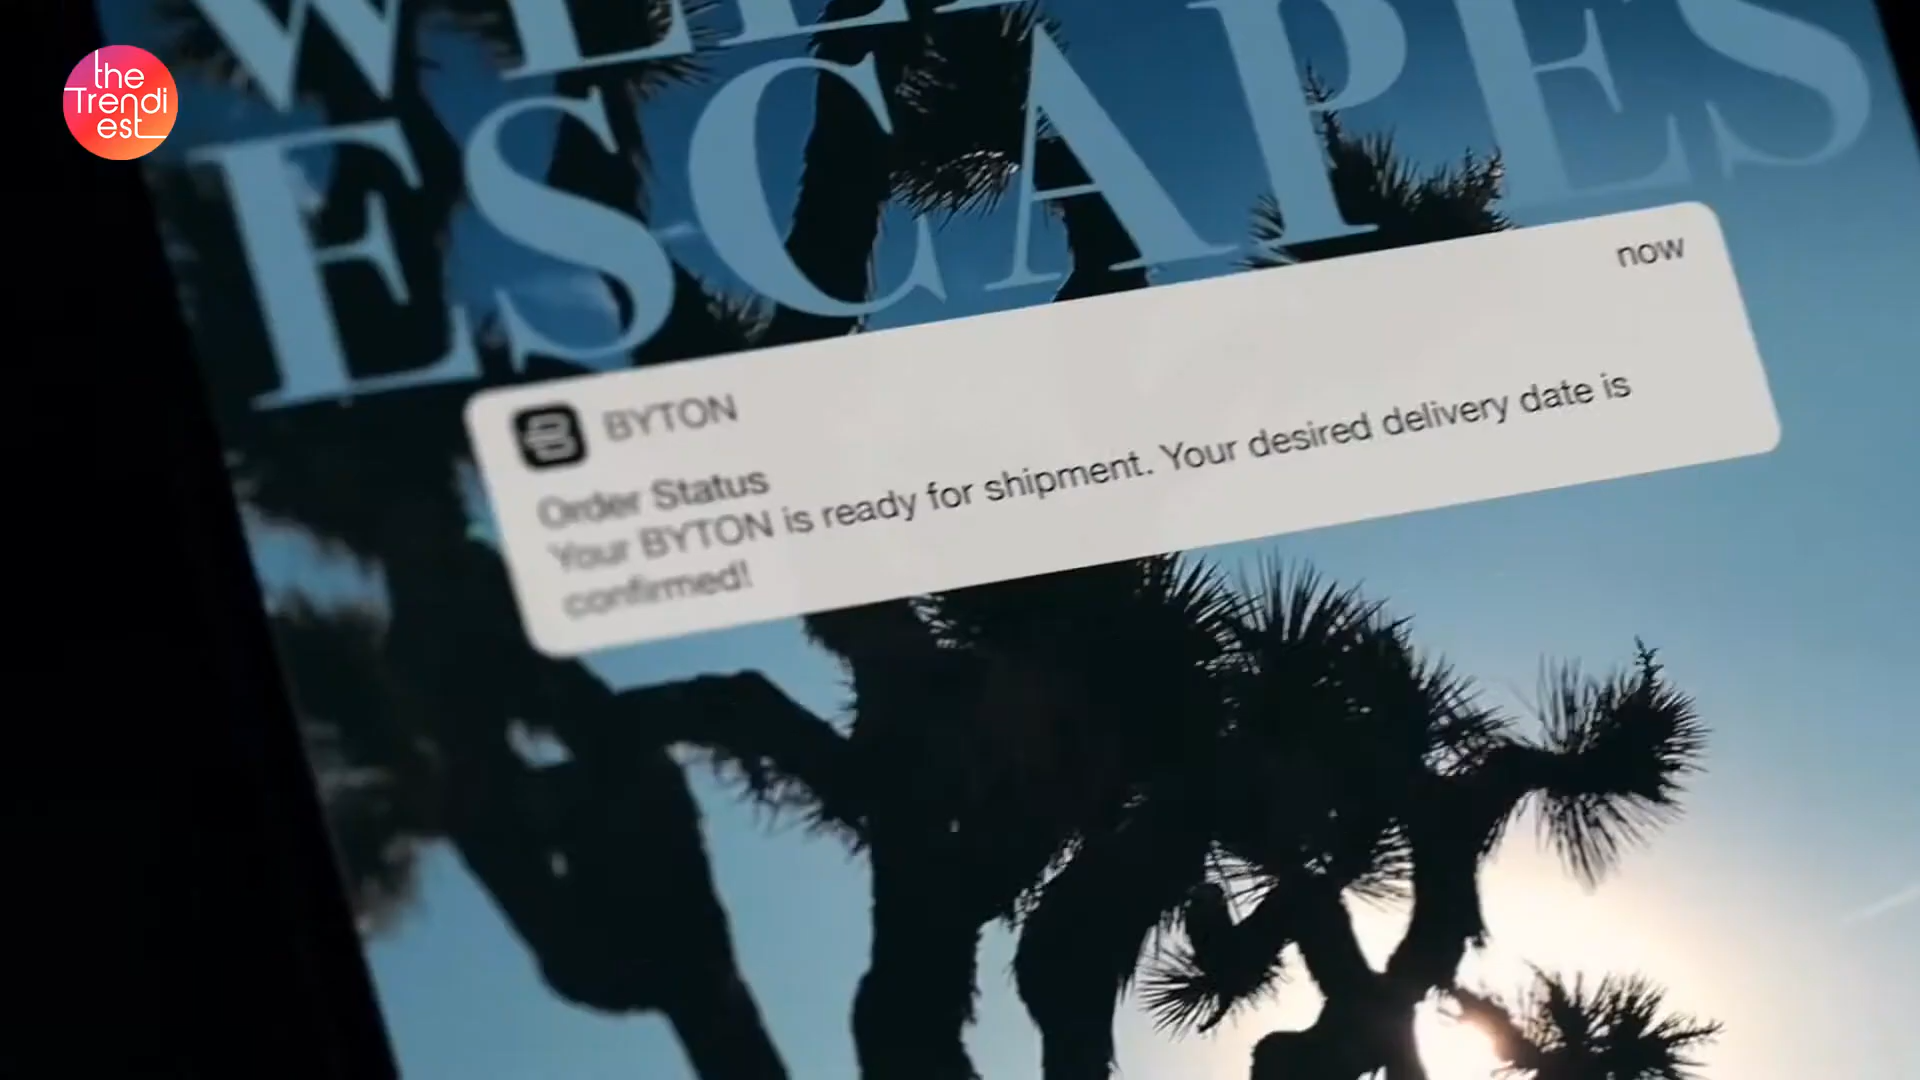 the
Trendi
est
ESCAPES
now
BYTON
Order Status
Your BYTON is ready for shipment. Your desired delivery date is
confirmed!